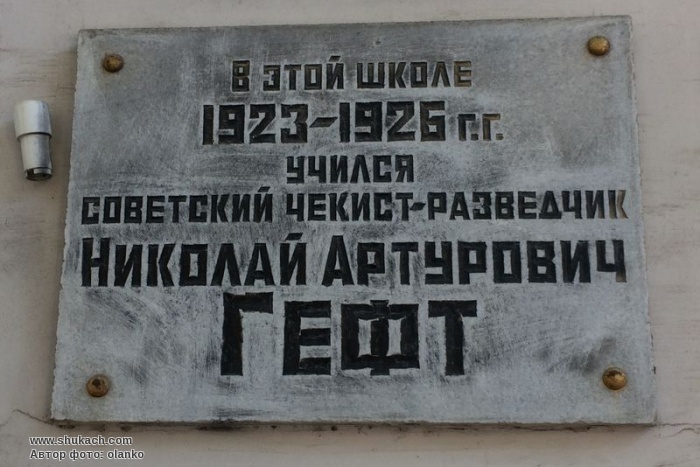 В ЭТОЙ ШКОЛЕ
1923-1926 г.г.
УЧИЛСЯ
СОВЕТСКИЙ ЧЕКИСТ-РАЗВЕДЧИК
НИКОЛАЙ АРТУРОВИЧ
ГЕФТ
www.shukach.com
Автор фото: olanko